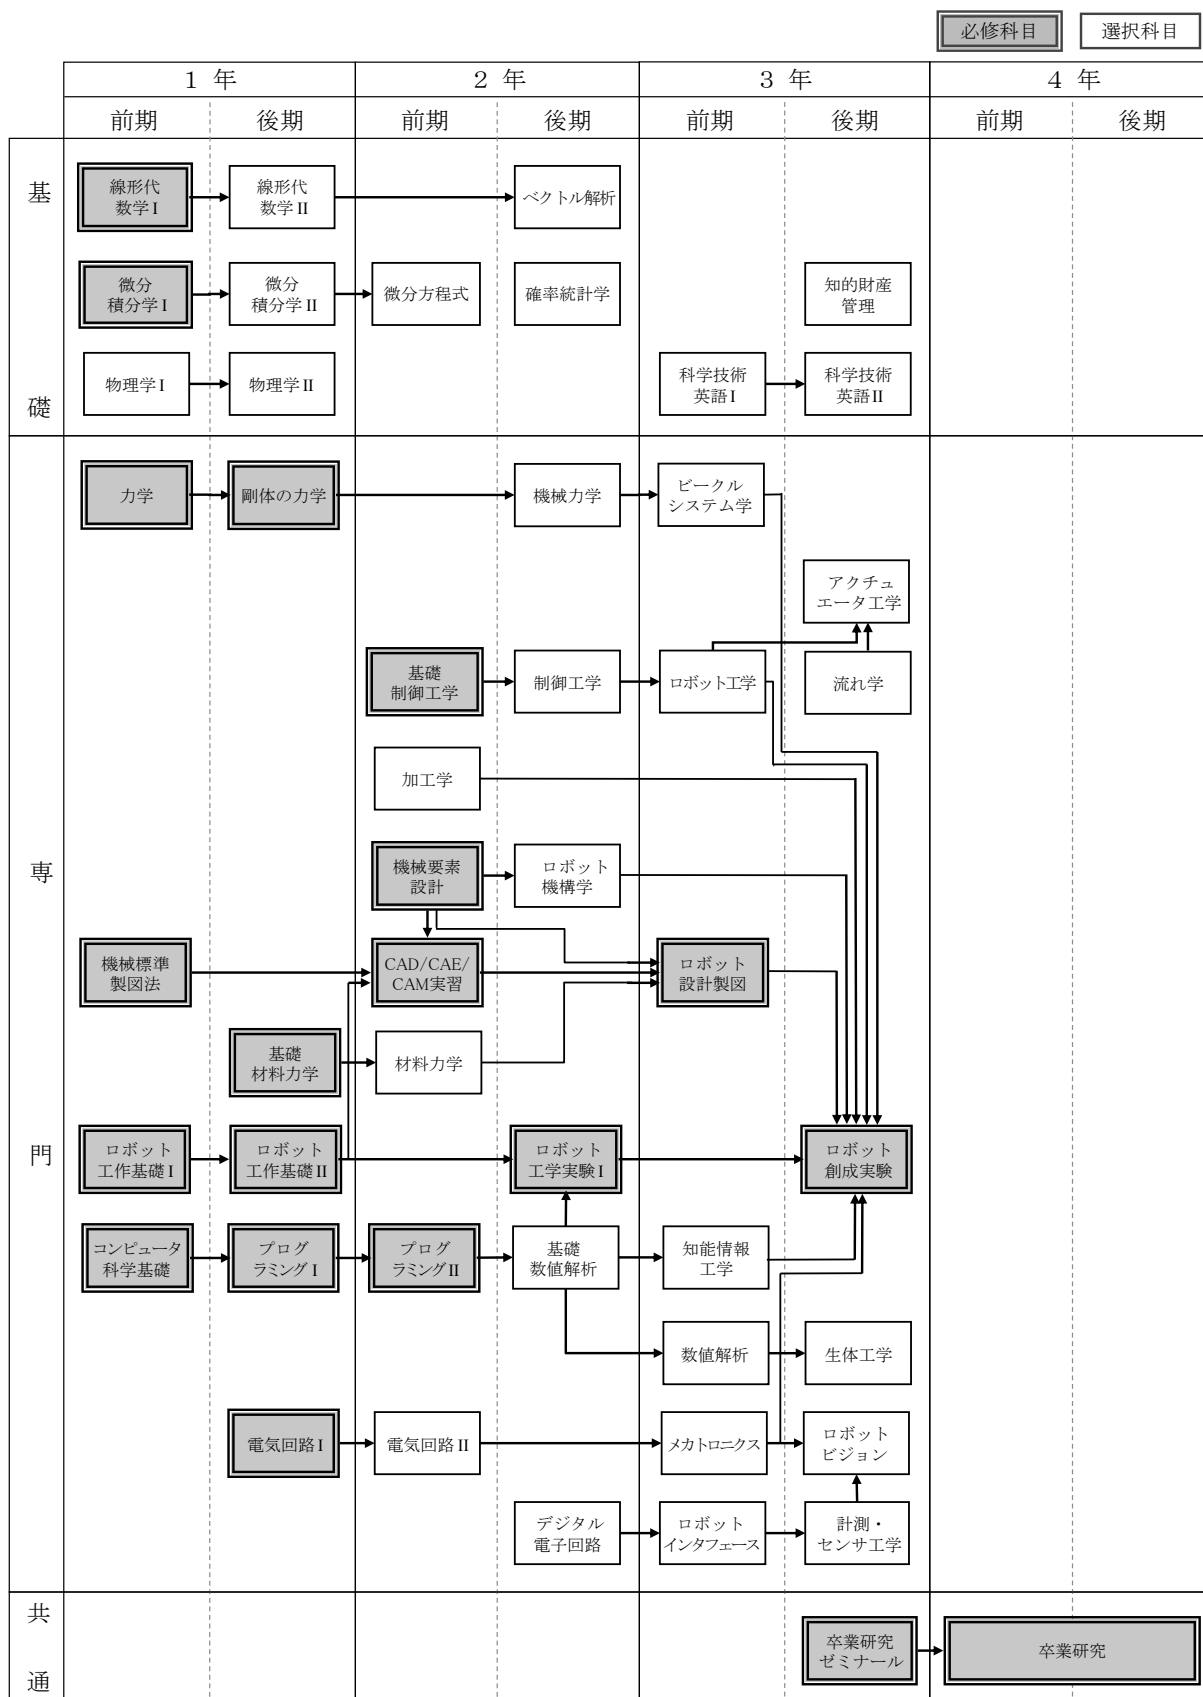 必修科目
選択科目
1 年
2 年
3 年
4 年
前期
後期
前期
後期
前期
後期
前期
後期
基
礎
線形代
数学 I
線形代
数学 II
ベクトル解析
微分
積分学 I
微分
積分学 II
微分方程式
確率統計学
知的財産
管理
物理学 I
物理学 II
科学技術
英語 I
科学技術
英語 II
専
門
力学
剛体の力学
機械力学
ビークル
システム学
アクチュ
エータ工学
基礎
制御工学
制御工学
ロボット工学
流れ学
加工学
機械要素
設計
ロボット
機構学
機械標準
製図法
CAD/CAE/
CAM実習
ロボット
設計製図
基礎
材料力学
材料力学
ロボット
工作基礎 I
ロボット
工作基礎 II
ロボット
工学実験 I
ロボット
創成実験
コンピュータ
科学基礎
プログ
ラミング I
プログ
ラミング II
基礎
数値解析
知能情報
工学
数値解析
生体工学
電気回路 I
電気回路 II
メカトロニクス
ロボット
ビジョン
デジタル
電子回路
ロボット
インタフェース
計測・
センサ工学
共
通
卒業研究
ゼミナール
卒業研究